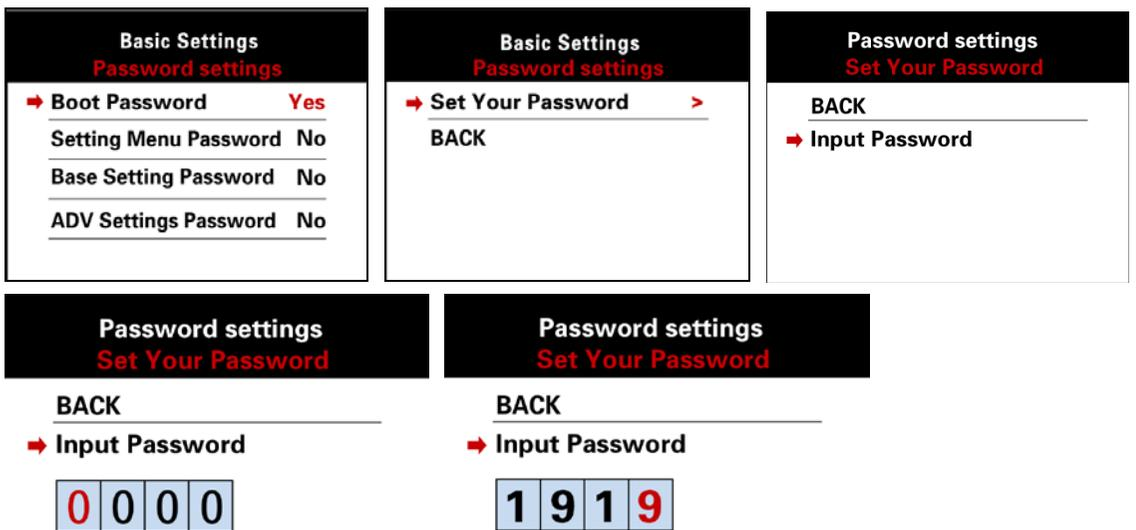 Basic Settings
Password settings
Boot Password Yes
Setting Menu Password No
Base Setting Password No
ADV Settings Password No
Basic Settings
Password settings
Set Your Password >
BACK
Password settings
Set Your Password
BACK
Input Password
Password settings
Set Your Password
BACK
Input Password
0 0 0 0
Password settings
Set Your Password
BACK
Input Password
1 9 1 9